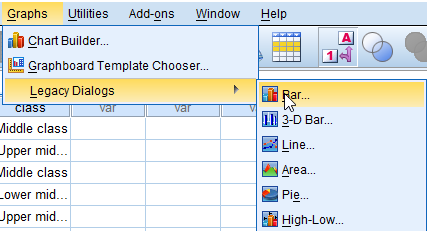 Graphs Utilities Add-ons Window Help
Chart Builder...
Graphboard Template Chooser...
1 A
Legacy Dialogs
Bar...
class var var v
Middle class
3-D Bar...
Upper mid...
Line...
Middle class
Area...
Lower mid...
Pie...
Upper mid...
High-Low...